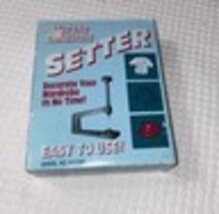 SETTER
Decorate Your
Wardrobe
In No Time!
EASY TO USE!